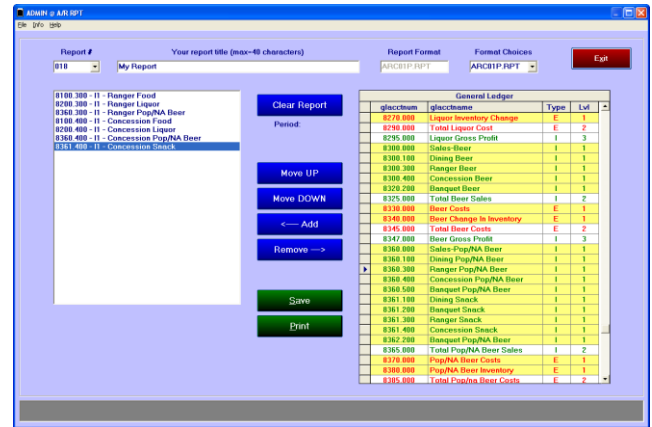 ADMIN @ A/R.RPT
File Info Help
Report # Your report title (max=40 characters) Report Format Format Choices
010 My Report ARC01P.RPT ARC01P.RPT
Exit
8100.300 - I1 - Ranger Food
8200.300 - I1 - Ranger Liquor
8360.300 - I1 - Ranger Pop/NA Beer
8100.400 - I1 - Concession Food
8200.400 - I1 - Concession Liquor
8360.400 - I1 - Concession Pop/NA Beer
8361.400 - I1 - Concession Snack
Clear Report
Period:
Move UP
Move DOWN
<---- Add
Remove --->
Save
Print
General Ledger
glacctnum glacctname Type Lvl
8270.000 Liquor Inventory Change E 1
8290.000 Total Liquor Cost E 2
8295.000 Liquor Gross Profit I 3
8300.000 Sales-Beer I 1
8300.100 Dining Beer I 1
8300.300 Ranger Beer I 1
8300.400 Concession Beer I 1
8320.200 Banquet Beer I 1
8325.000 Total Beer Sales I 2
8330.000 Beer Costs E 1
8340.000 Beer Change In Inventory E 1
8345.000 Total Beer Costs E 2
8347.000 Beer Gross Profit I 3
8360.000 Sales-Pop/NA Beer I 1
8360.100 Dining Pop/NA Beer I 1
8360.300 Ranger Pop/NA Beer I 1
8360.400 Concession Pop/NA Beer I 1
8360.500 Banquet Pop/NA Beer I 1
8361.100 Dining Snack I 1
8361.200 Banquet Snack I 1
8361.300 Ranger Snack I 1
8361.400 Concession Snack I 1
8362.200 Banquet Pop/NA Beer I 1
8365.000 Total Pop/NA Beer Sales I 2
8370.000 Pop/NA Beer Costs E 1
8380.000 Pop/NA Beer Inventory E 1
8385.000 Total Pop/na Beer Costs E 2